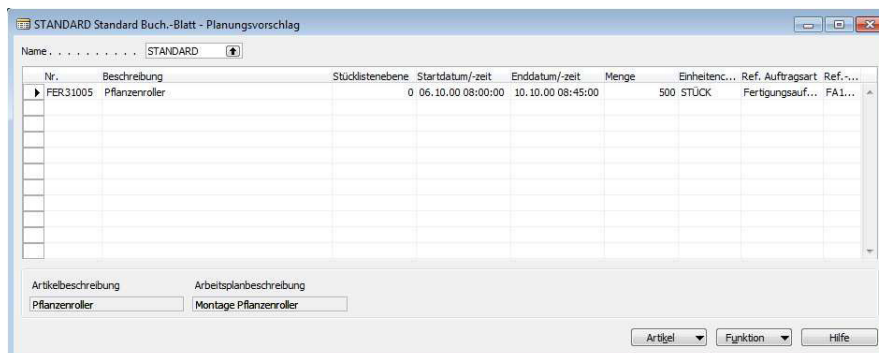 STANDARD Standard Buch.-Blatt - Planungsvorschlag
Name . . . . . . . . . . STANDARD
Nr. Beschreibung Stücklistenebene Startdatum/-zeit Enddatum/-zeit Menge Einheitenc... Ref. Auftragsart Ref.-...
FER31005 Pflanzenroller 0 06.10.00 08:00:00 10.10.00 08:45:00 500 STÜCK Fertigungsauf... FA1...
Artikelbeschreibung Arbeitsplanbeschreibung
Pflanzenroller Montage Pflanzenroller
Artikel Funktion Hilfe